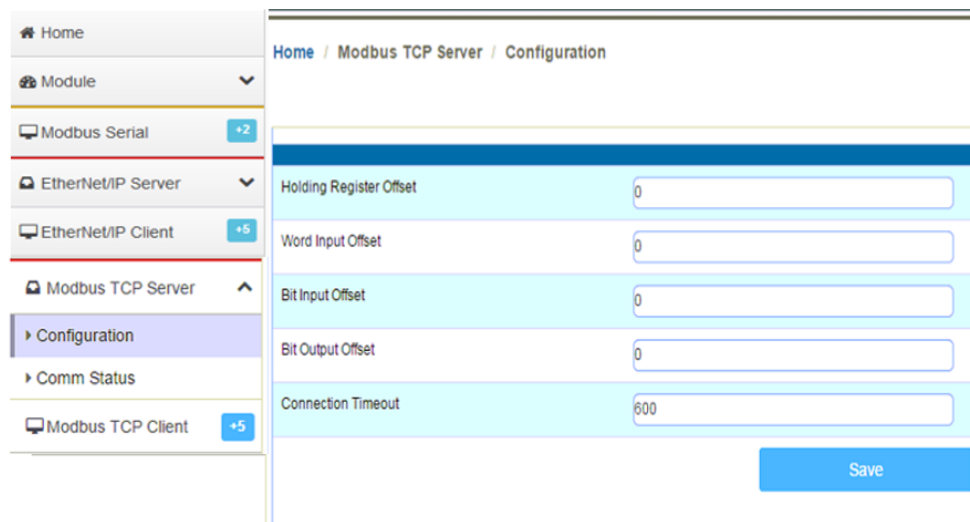 Home
Module
Modbus Serial +2
EtherNet/IP Server
EtherNet/IP Client +5
Modbus TCP Server
Configuration
Comm Status
Modbus TCP Client +5
Home / Modbus TCP Server / Configuration
Holding Register Offset 0
Word Input Offset 0
Bit Input Offset 0
Bit Output Offset 0
Connection Timeout 600
Save